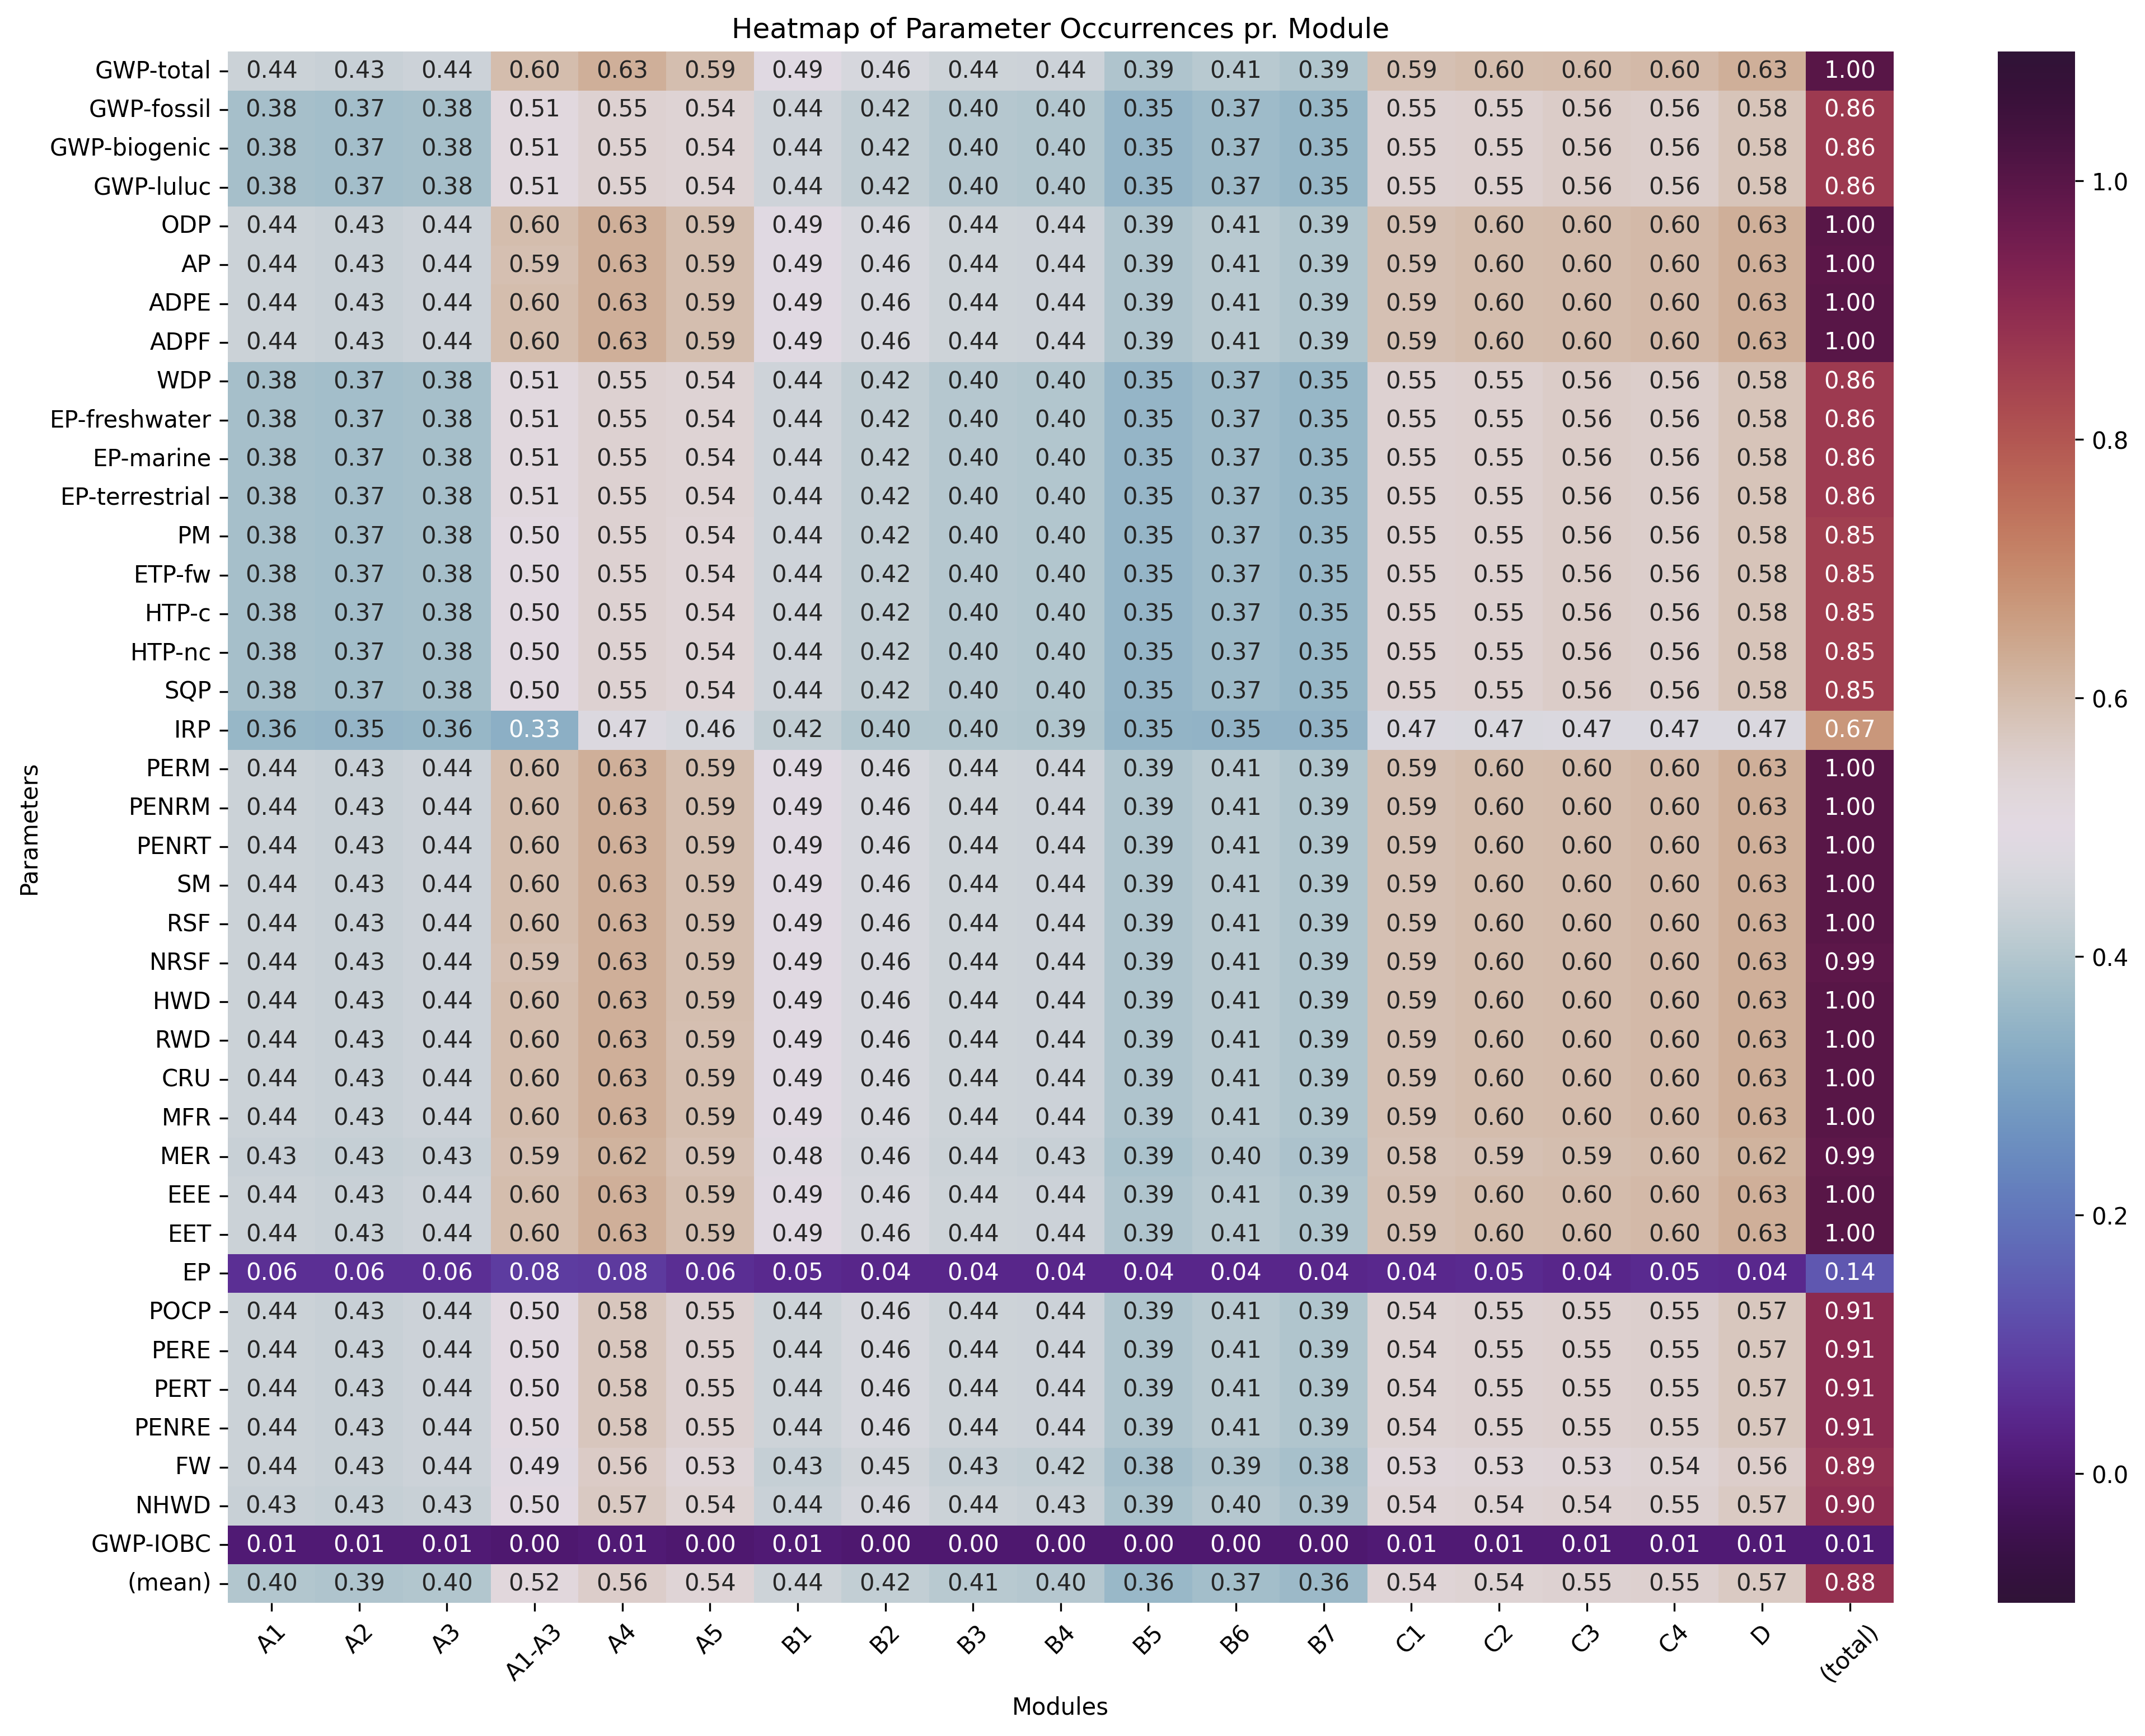 Heatmap of Parameter Occurrences pr. Module
GWP-total 0.44 0.43 0.44 0.60 0.63 0.59 0.49 0.46 0.44 0.44 0.39 0.41 0.39 0.59 0.60 0.60 0.60 0.63 1.00
GWP-fossil 0.38 0.37 0.38 0.51 0.55 0.54 0.44 0.42 0.40 0.40 0.35 0.37 0.35 0.55 0.55 0.56 0.56 0.58 0.86
GWP-biogenic 0.38 0.37 0.38 0.51 0.55 0.54 0.44 0.42 0.40 0.40 0.35 0.37 0.35 0.55 0.55 0.56 0.56 0.58 0.86
GWP-luluc 0.38 0.37 0.38 0.51 0.55 0.54 0.44 0.42 0.40 0.40 0.35 0.37 0.35 0.55 0.55 0.56 0.56 0.58 0.86
ODP 0.44 0.43 0.44 0.60 0.63 0.59 0.49 0.46 0.44 0.44 0.39 0.41 0.39 0.59 0.60 0.60 0.60 0.63 1.00
AP 0.44 0.43 0.44 0.59 0.63 0.59 0.49 0.46 0.44 0.44 0.39 0.41 0.39 0.59 0.60 0.60 0.60 0.63 1.00
ADPE 0.44 0.43 0.44 0.60 0.63 0.59 0.49 0.46 0.44 0.44 0.39 0.41 0.39 0.59 0.60 0.60 0.60 0.63 1.00
ADPF 0.44 0.43 0.44 0.60 0.63 0.59 0.49 0.46 0.44 0.44 0.39 0.41 0.39 0.59 0.60 0.60 0.60 0.63 1.00
WDP 0.38 0.37 0.38 0.51 0.55 0.54 0.44 0.42 0.40 0.40 0.35 0.37 0.35 0.55 0.55 0.56 0.56 0.58 0.86
EP-freshwater 0.38 0.37 0.38 0.51 0.55 0.54 0.44 0.42 0.40 0.40 0.35 0.37 0.35 0.55 0.55 0.56 0.56 0.58 0.86
EP-marine 0.38 0.37 0.38 0.51 0.55 0.54 0.44 0.42 0.40 0.40 0.35 0.37 0.35 0.55 0.55 0.56 0.56 0.58 0.86
EP-terrestrial 0.38 0.37 0.38 0.51 0.55 0.54 0.44 0.42 0.40 0.40 0.35 0.37 0.35 0.55 0.55 0.56 0.56 0.58 0.86
PM 0.38 0.37 0.38 0.50 0.55 0.54 0.44 0.42 0.40 0.40 0.35 0.37 0.35 0.55 0.55 0.56 0.56 0.58 0.85
ETP-fw 0.38 0.37 0.38 0.50 0.55 0.54 0.44 0.42 0.40 0.40 0.35 0.37 0.35 0.55 0.55 0.56 0.56 0.58 0.85
HTP-c 0.38 0.37 0.38 0.50 0.55 0.54 0.44 0.42 0.40 0.40 0.35 0.37 0.35 0.55 0.55 0.56 0.56 0.58 0.85
HTP-nc 0.38 0.37 0.38 0.50 0.55 0.54 0.44 0.42 0.40 0.40 0.35 0.37 0.35 0.55 0.55 0.56 0.56 0.58 0.85
SQP 0.38 0.37 0.38 0.50 0.55 0.54 0.44 0.42 0.40 0.40 0.35 0.37 0.35 0.55 0.55 0.56 0.56 0.58 0.85
IRP 0.36 0.35 0.36 0.33 0.47 0.46 0.42 0.40 0.40 0.39 0.35 0.35 0.35 0.47 0.47 0.47 0.47 0.47 0.67
PERM 0.44 0.43 0.44 0.60 0.63 0.59 0.49 0.46 0.44 0.44 0.39 0.41 0.39 0.59 0.60 0.60 0.60 0.63 1.00
PENRM 0.44 0.43 0.44 0.60 0.63 0.59 0.49 0.46 0.44 0.44 0.39 0.41 0.39 0.59 0.60 0.60 0.60 0.63 1.00
PENRT 0.44 0.43 0.44 0.60 0.63 0.59 0.49 0.46 0.44 0.44 0.39 0.41 0.39 0.59 0.60 0.60 0.60 0.63 1.00
SM 0.44 0.43 0.44 0.60 0.63 0.59 0.49 0.46 0.44 0.44 0.39 0.41 0.39 0.59 0.60 0.60 0.60 0.63 1.00
RSF 0.44 0.43 0.44 0.60 0.63 0.59 0.49 0.46 0.44 0.44 0.39 0.41 0.39 0.59 0.60 0.60 0.60 0.63 1.00
NRSF 0.44 0.43 0.44 0.59 0.63 0.59 0.49 0.46 0.44 0.44 0.39 0.41 0.39 0.59 0.60 0.60 0.60 0.63 0.99
HWD 0.44 0.43 0.44 0.60 0.63 0.59 0.49 0.46 0.44 0.44 0.39 0.41 0.39 0.59 0.60 0.60 0.60 0.63 1.00
RWD 0.44 0.43 0.44 0.60 0.63 0.59 0.49 0.46 0.44 0.44 0.39 0.41 0.39 0.59 0.60 0.60 0.60 0.63 1.00
CRU 0.44 0.43 0.44 0.60 0.63 0.59 0.49 0.46 0.44 0.44 0.39 0.41 0.39 0.59 0.60 0.60 0.60 0.63 1.00
MFR 0.44 0.43 0.44 0.60 0.63 0.59 0.49 0.46 0.44 0.44 0.39 0.41 0.39 0.59 0.60 0.60 0.60 0.63 1.00
MER 0.43 0.43 0.43 0.59 0.62 0.59 0.48 0.46 0.44 0.43 0.39 0.40 0.39 0.58 0.59 0.59 0.60 0.62 0.99
EEE 0.44 0.43 0.44 0.60 0.63 0.59 0.49 0.46 0.44 0.44 0.39 0.41 0.39 0.59 0.60 0.60 0.60 0.63 1.00
EET 0.44 0.43 0.44 0.60 0.63 0.59 0.49 0.46 0.44 0.44 0.39 0.41 0.39 0.59 0.60 0.60 0.60 0.63 1.00
EP 0.06 0.06 0.06 0.08 0.08 0.06 0.05 0.04 0.04 0.04 0.04 0.04 0.04 0.04 0.05 0.04 0.05 0.04 0.14
POCP 0.44 0.43 0.44 0.50 0.58 0.55 0.44 0.46 0.44 0.44 0.39 0.41 0.39 0.54 0.55 0.55 0.55 0.57 0.91
PERE 0.44 0.43 0.44 0.50 0.58 0.55 0.44 0.46 0.44 0.44 0.39 0.41 0.39 0.54 0.55 0.55 0.55 0.57 0.91
PERT 0.44 0.43 0.44 0.50 0.58 0.55 0.44 0.46 0.44 0.44 0.39 0.41 0.39 0.54 0.55 0.55 0.55 0.57 0.91
PENRE 0.44 0.43 0.44 0.50 0.58 0.55 0.44 0.46 0.44 0.44 0.39 0.41 0.39 0.54 0.55 0.55 0.55 0.57 0.91
FW 0.44 0.43 0.44 0.49 0.56 0.53 0.43 0.45 0.43 0.42 0.38 0.39 0.38 0.53 0.53 0.53 0.54 0.56 0.89
NHWD 0.43 0.43 0.43 0.50 0.57 0.54 0.44 0.46 0.44 0.43 0.39 0.40 0.39 0.54 0.54 0.54 0.55 0.57 0.90
GWP-IOBC 0.01 0.01 0.01 0.00 0.01 0.00 0.01 0.00 0.00 0.00 0.00 0.00 0.00 0.01 0.01 0.01 0.01 0.01 0.01
(mean) 0.40 0.39 0.40 0.52 0.56 0.54 0.44 0.42 0.41 0.40 0.36 0.37 0.36 0.54 0.54 0.55 0.55 0.57 0.88
A1 A2 A3 A1-A3 A4 A5 B1 B2 B3 B4 B5 B6 B7 C1 C2 C3 C4 D (total)
Modules
Parameters
1.0
0.8
0.6
0.4
0.2
0.0